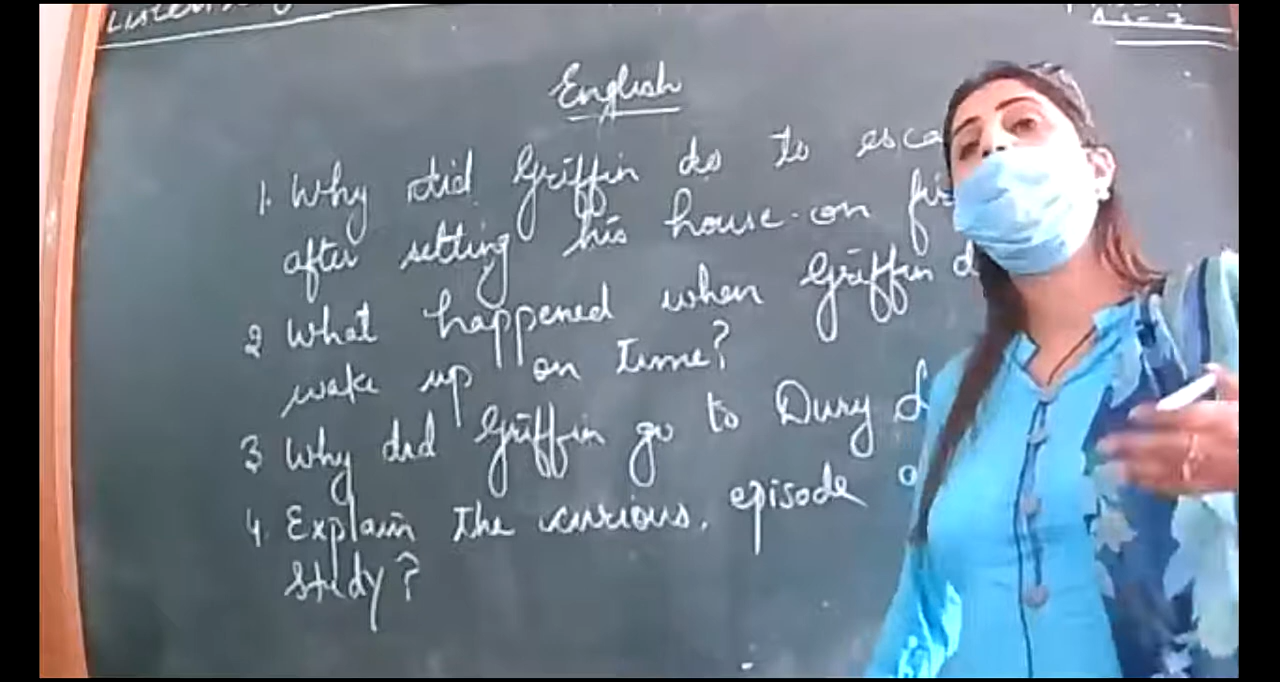 English
1. Why did Griffin do to esca
after setting his house-on fi
2 What happened when Griffin d
wake up on time?
3 Why did Griffin go to Dury
4. Explain the curious. episode
study?